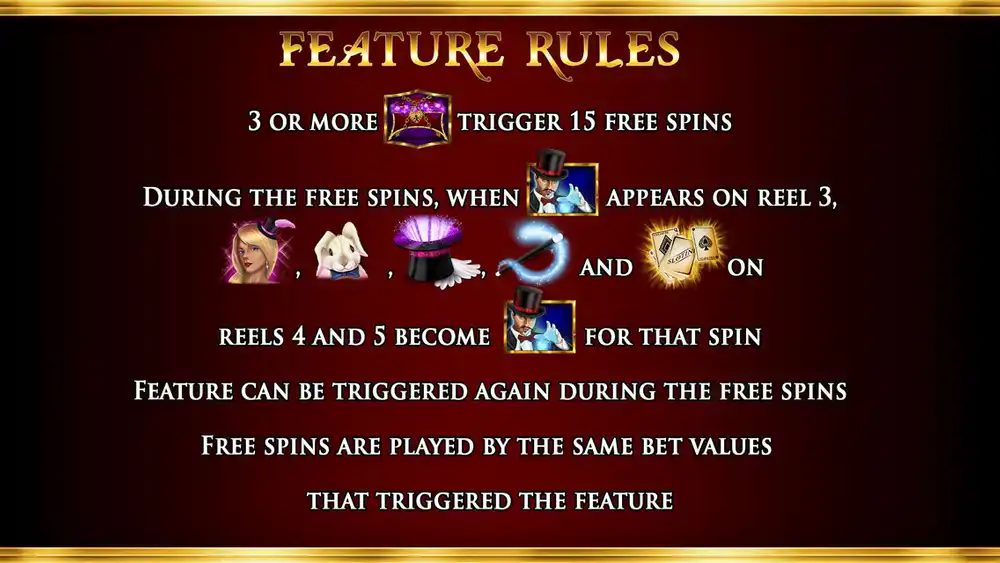 FEATURE RULES
3 OR MORE TRIGGER 15 FREE SPINS
DURING THE FREE SPINS, WHEN APPEARS ON REEL 3,
, , , AND ON
REELS 4 AND 5 BECOME FOR THAT SPIN
FEATURE CAN BE TRIGGERED AGAIN DURING THE FREE SPINS
FREE SPINS ARE PLAYED BY THE SAME BET VALUES
THAT TRIGGERED THE FEATURE